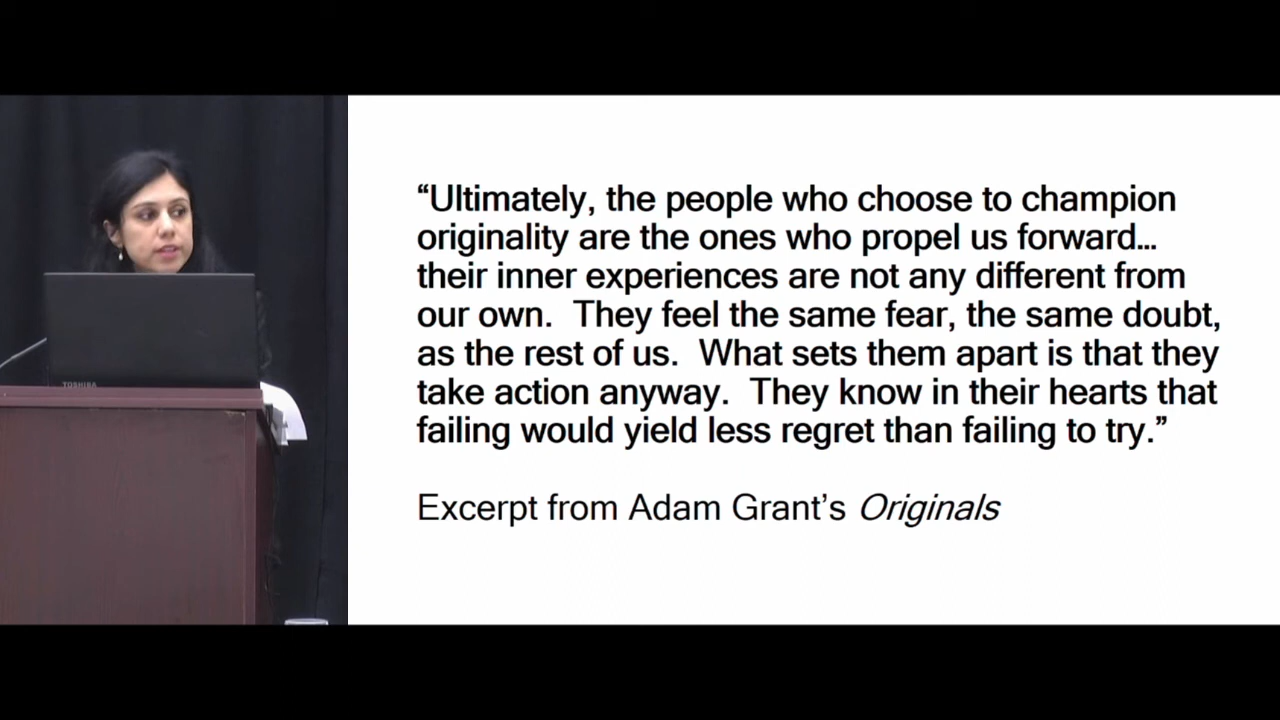 “Ultimately, the people who choose to champion
originality are the ones who propel us forward...
their inner experiences are not any different from
our own.  They feel the same fear, the same doubt,
as the rest of us.  What sets them apart is that they
take action anyway.  They know in their hearts that
failing would yield less regret than failing to try.”
Excerpt from Adam Grant’s Originals
TOSHIBA